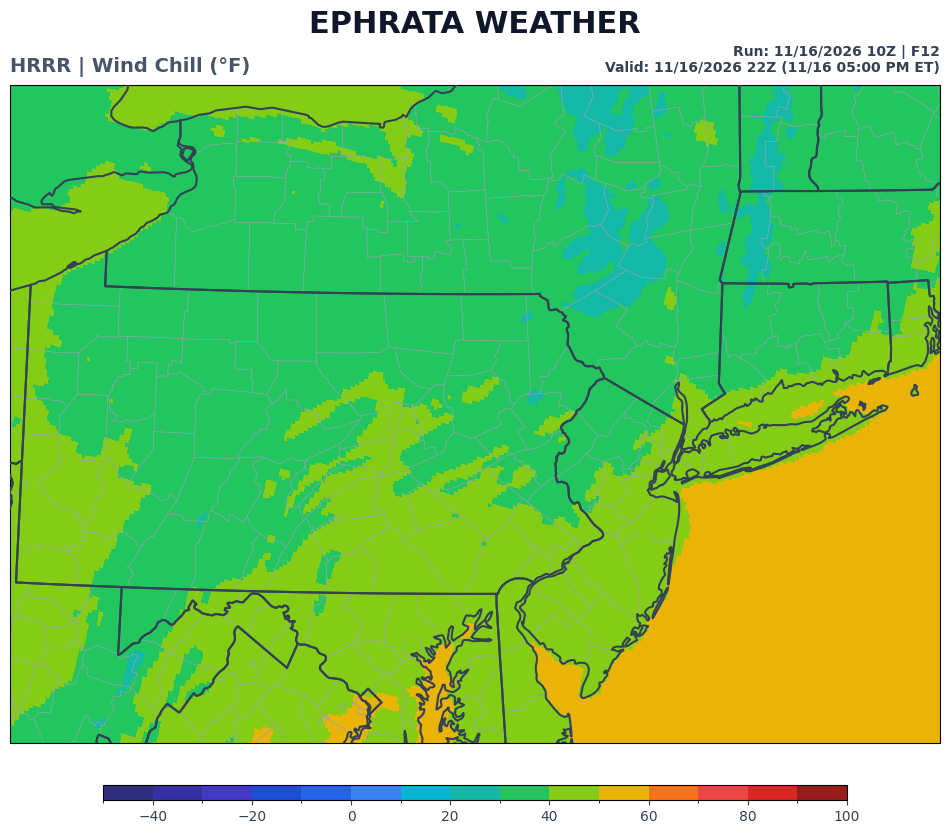 EPHRATA WEATHER
HRRR | Wind Chill (°F)
Run: 11/16/2026 10Z | F12
Valid: 11/16/2026 22Z (11/16 05:00 PM ET)
−40 −20 0 20 40 60 80 100